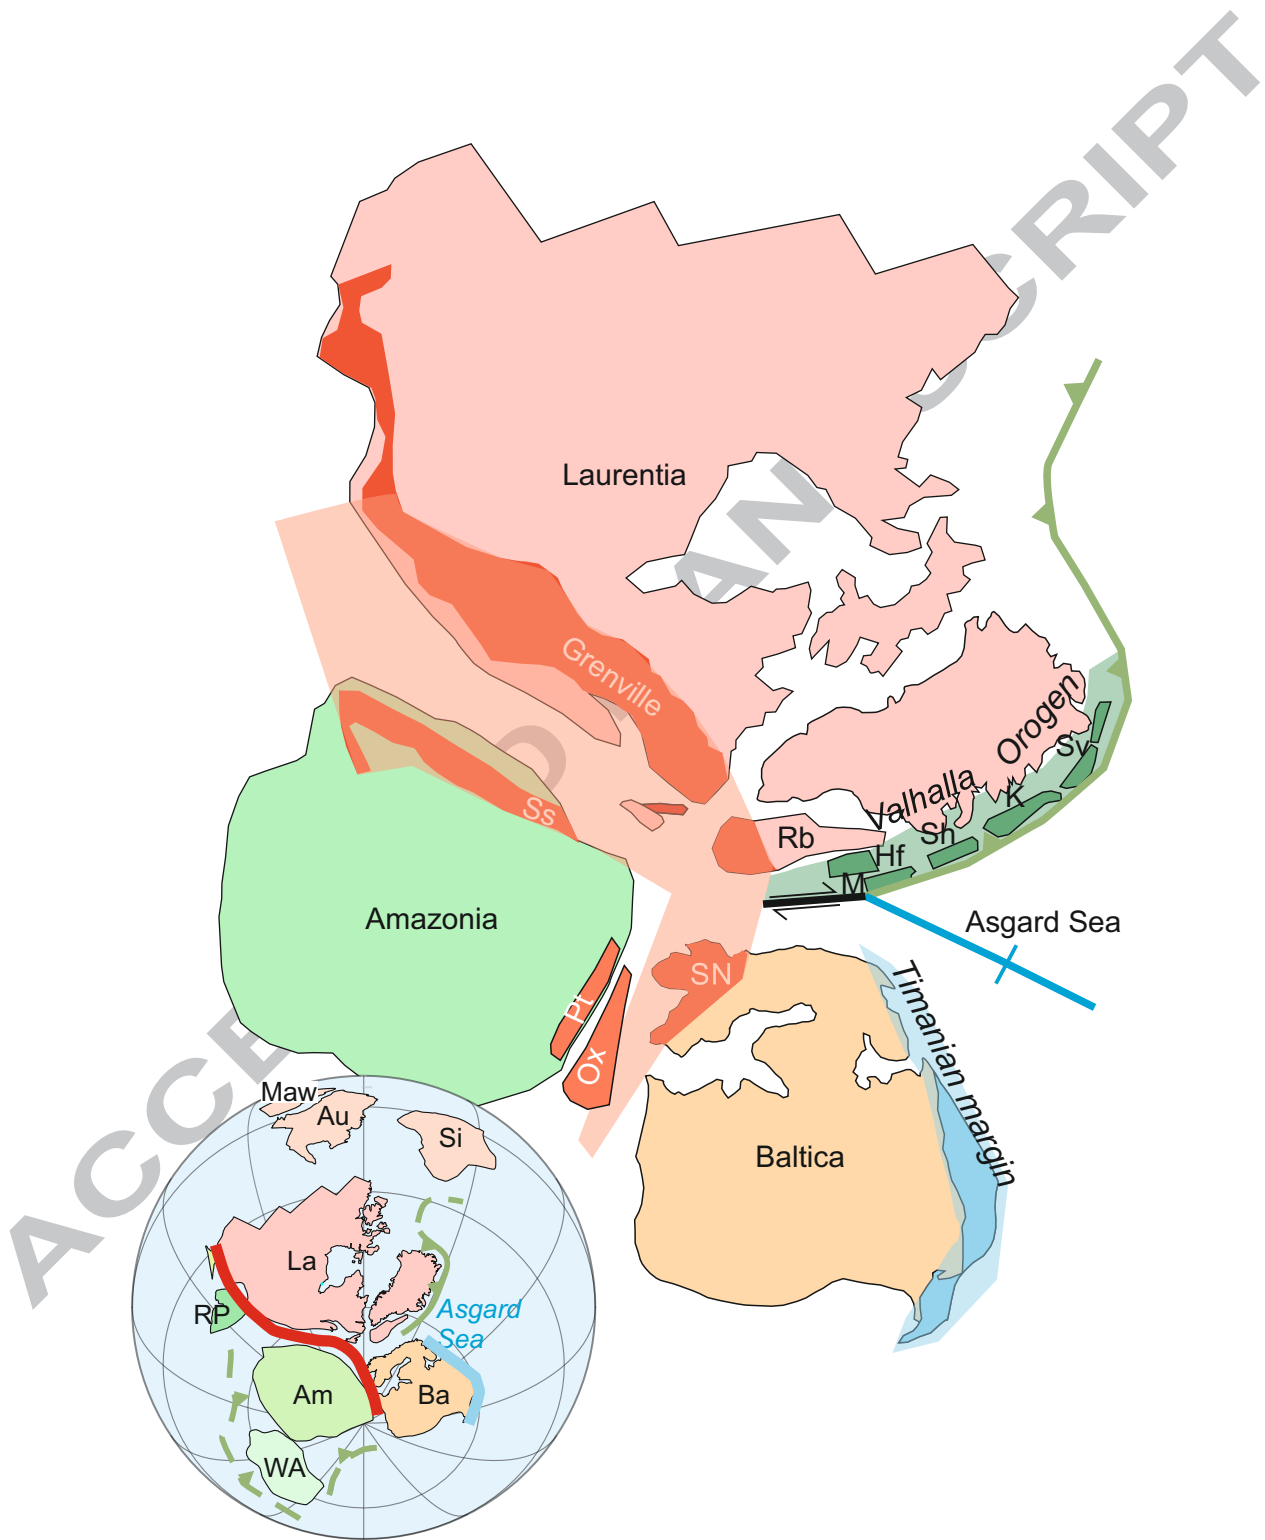 ACCEPTED MANUSCRIPT
Laurentia
Grenville
Orogen
Sv
Valhalla
K
Ss
Rb
Sh
Hf
M
Amazonia
Asgard Sea
SN
Timanian margin
Pt
Ox
Baltica
Maw
Au
Si
La
RP
Asgard
Sea
Am
Ba
WA